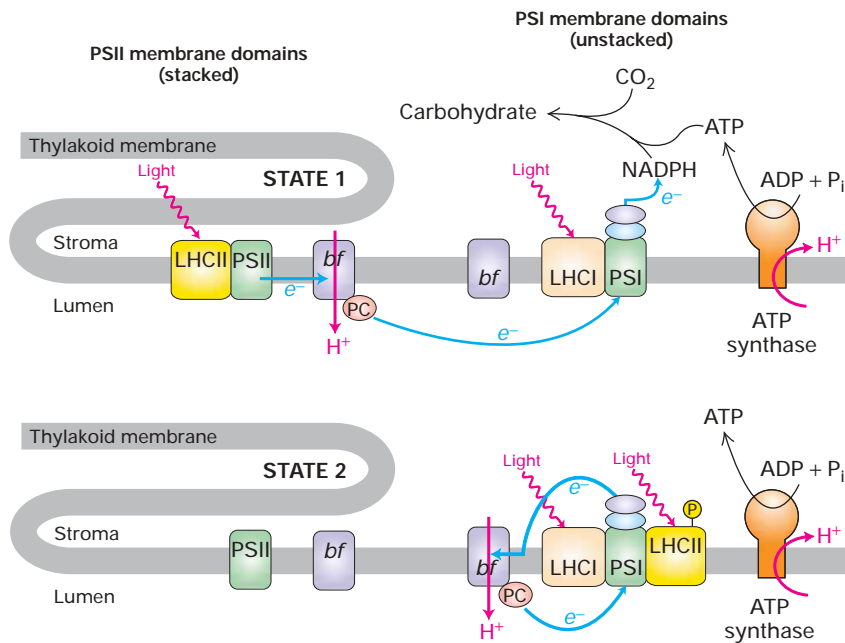 PSII membrane domains
(stacked)
PSI membrane domains
(unstacked)
CO₂
Carbohydrate
ATP
Thylakoid membrane
Light
STATE 1
Light
NADPH
e⁻
ADP + Pᵢ
Stroma
LHCII
PSII
bf
bf
LHCI
PSI
H⁺
Lumen
e⁻
PC
H⁺
e⁻
ATP
synthase
ATP
Thylakoid membrane
STATE 2
Light
e⁻
Light
P
ADP + Pᵢ
Stroma
PSII
bf
bf
LHCI
PSI
LHCII
H⁺
Lumen
PC
H⁺
e⁻
ATP
synthase